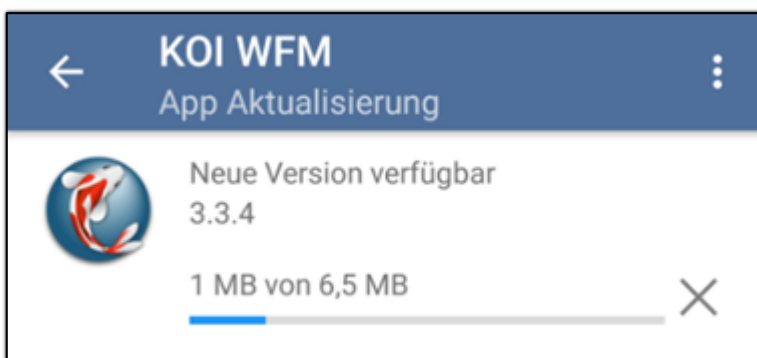 KOI WFM
App Aktualisierung
Neue Version verfügbar
3.3.4
1 MB von 6,5 MB